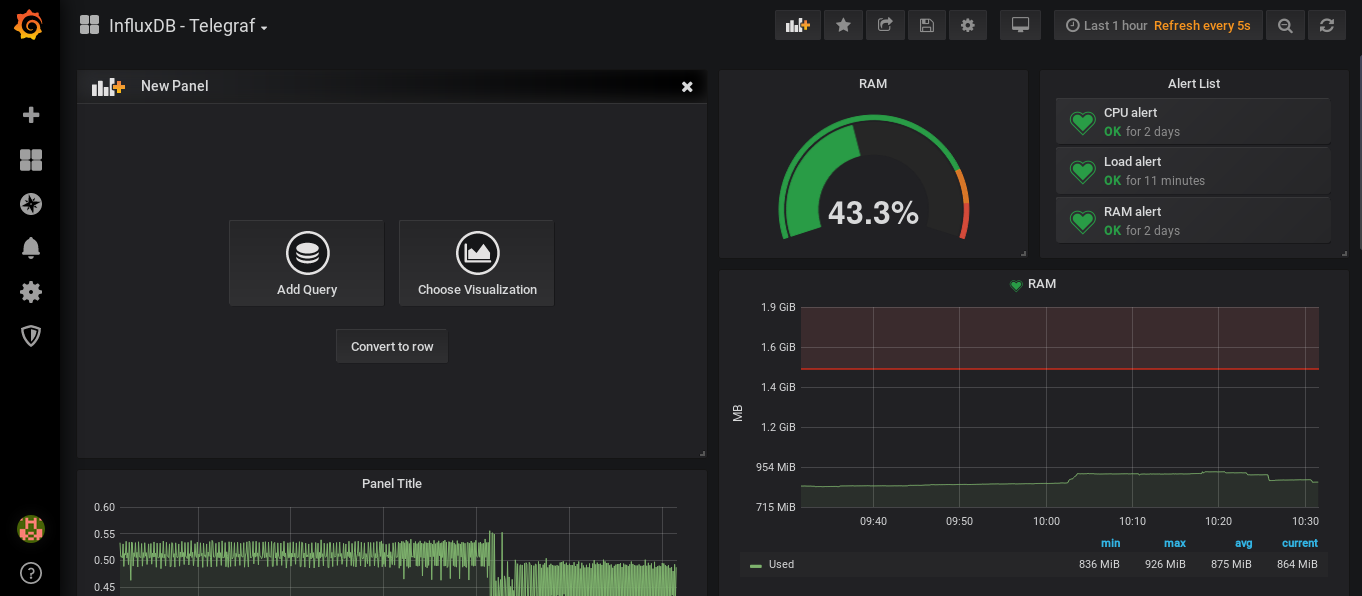 InfluxDB - Telegraf
Last 1 hour Refresh every 5s
New Panel
Add Query
Choose Visualization
Convert to row
RAM
43.3%
Alert List
CPU alert
OK for 2 days
Load alert
OK for 11 minutes
RAM alert
OK for 2 days
RAM
MB
1.9 GiB
1.6 GiB
1.4 GiB
1.2 GiB
954 MiB
715 MiB
09:40 09:50 10:00 10:10 10:20 10:30
min max avg current
Used 836 MiB 926 MiB 875 MiB 864 MiB
Panel Title
0.60
0.55
0.50
0.45
?